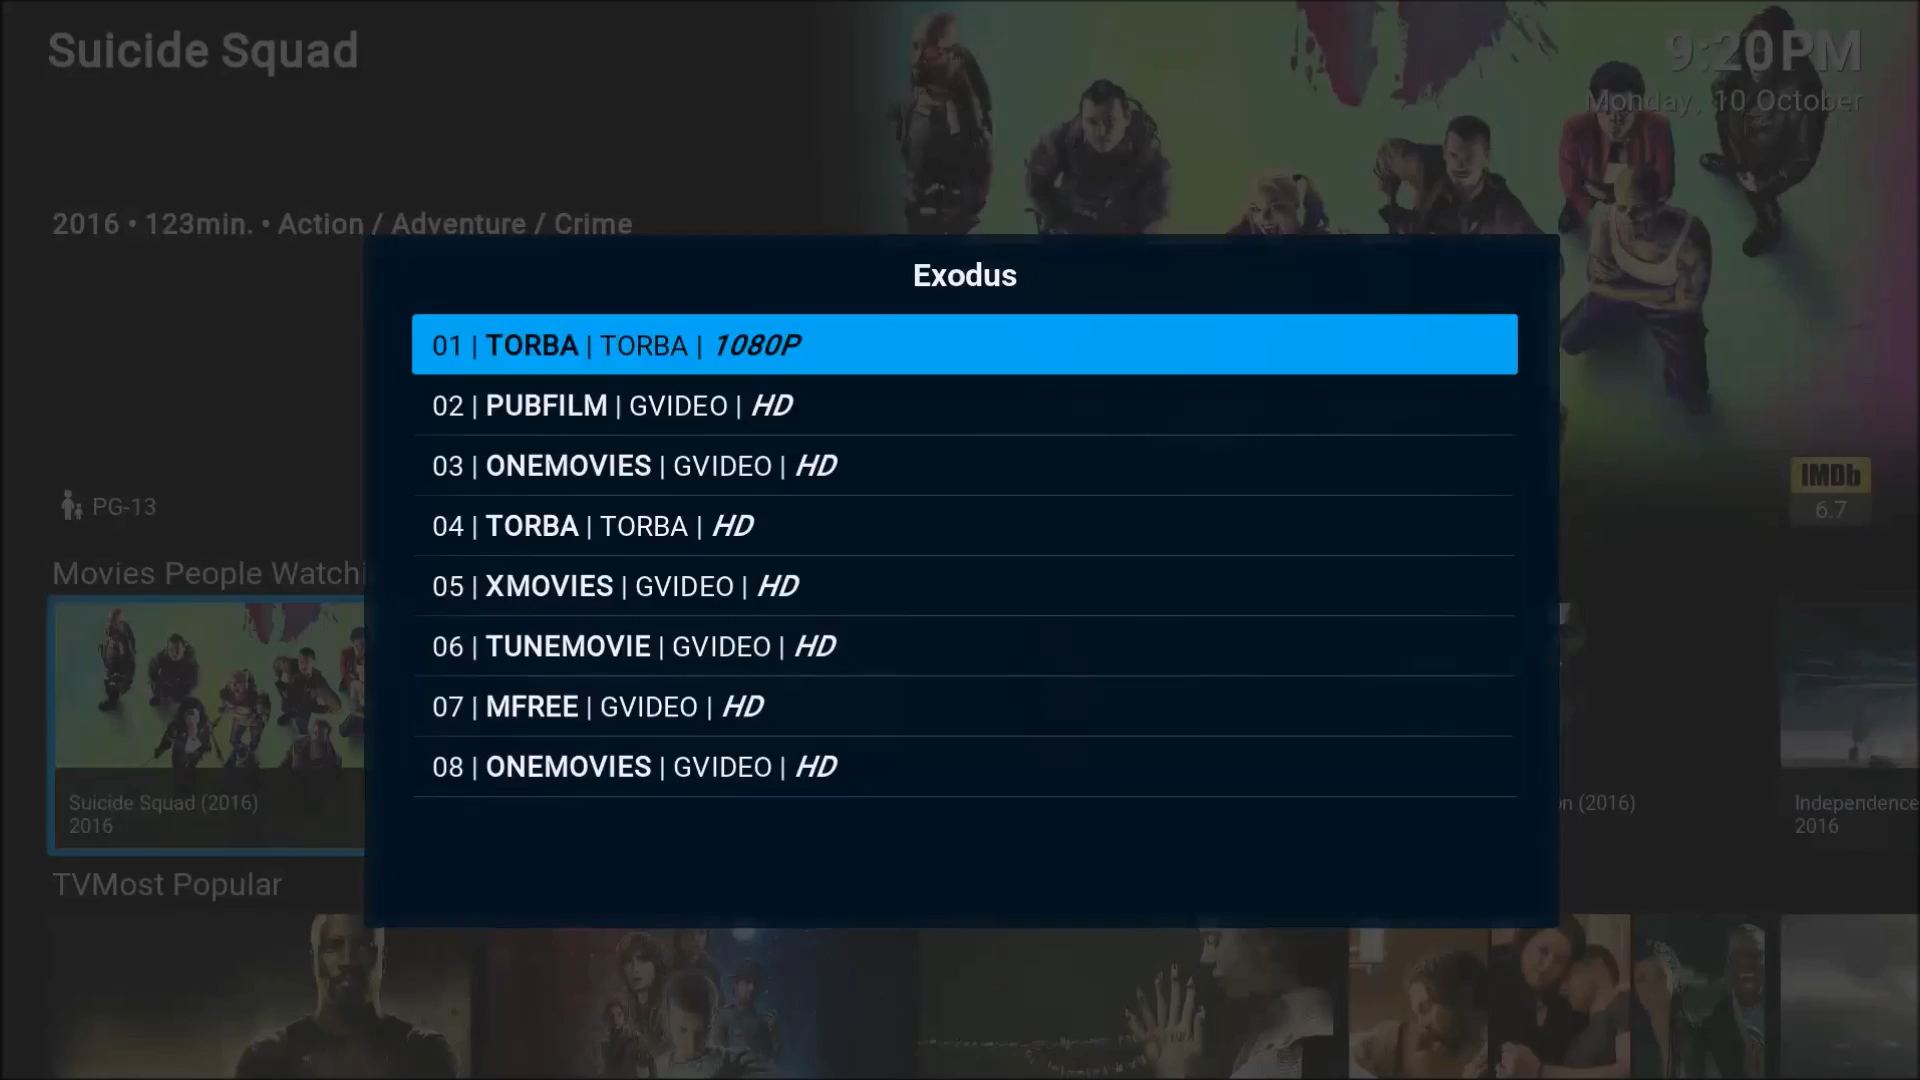 Suicide Squad
9:20PM
Monday, 10 October
2016 • 123min. • Action / Adventure / Crime
Exodus
01 | TORBA | TORBA | 1080P
02 | PUBFILM | GVIDEO | HD
03 | ONEMOVIES | GVIDEO | HD
04 | TORBA | TORBA | HD
05 | XMOVIES | GVIDEO | HD
06 | TUNEMOVIE | GVIDEO | HD
07 | MFREE | GVIDEO | HD
08 | ONEMOVIES | GVIDEO | HD
PG-13
IMDb
6.7
Movies People Watchi
Suicide Squad (2016)
2016
(2016)
Independence
2016
TVMost Popular